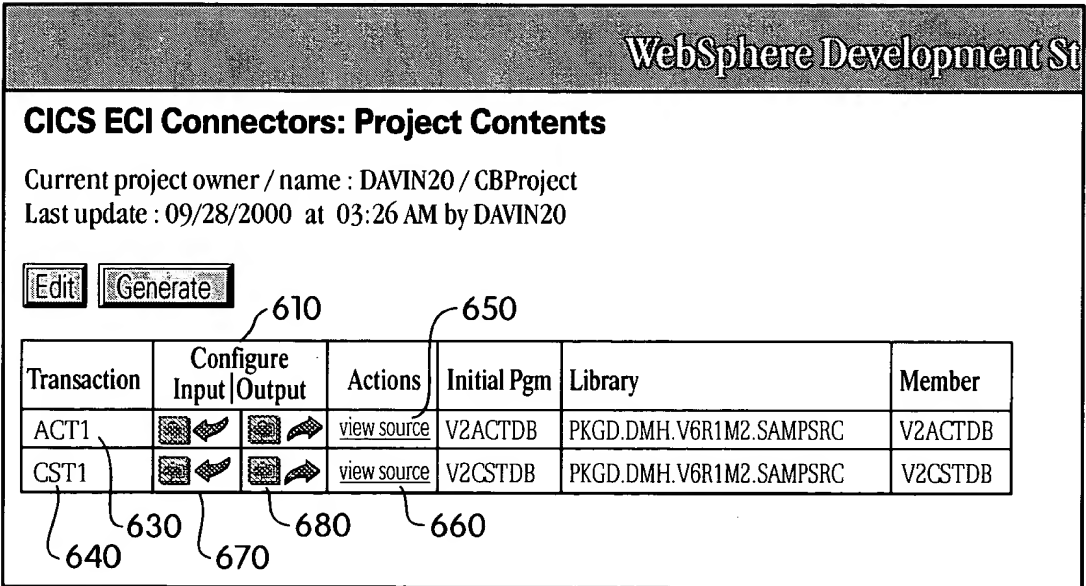 WebSphere Development St
CICS ECI Connectors: Project Contents
Current project owner / name : DAVIN20 / CBProject
Last update : 09/28/2000 at 03:26 AM by DAVIN20
Edit Generate
610 650
Transaction Configure Input | Output Actions Initial Pgm Library Member
ACT1 view source V2ACTDB PKGD.DMH.V6R1M2.SAMPSRC V2ACTDB
CST1 view source V2CSTDB PKGD.DMH.V6R1M2.SAMPSRC V2CSTDB
630 680 660
640 670